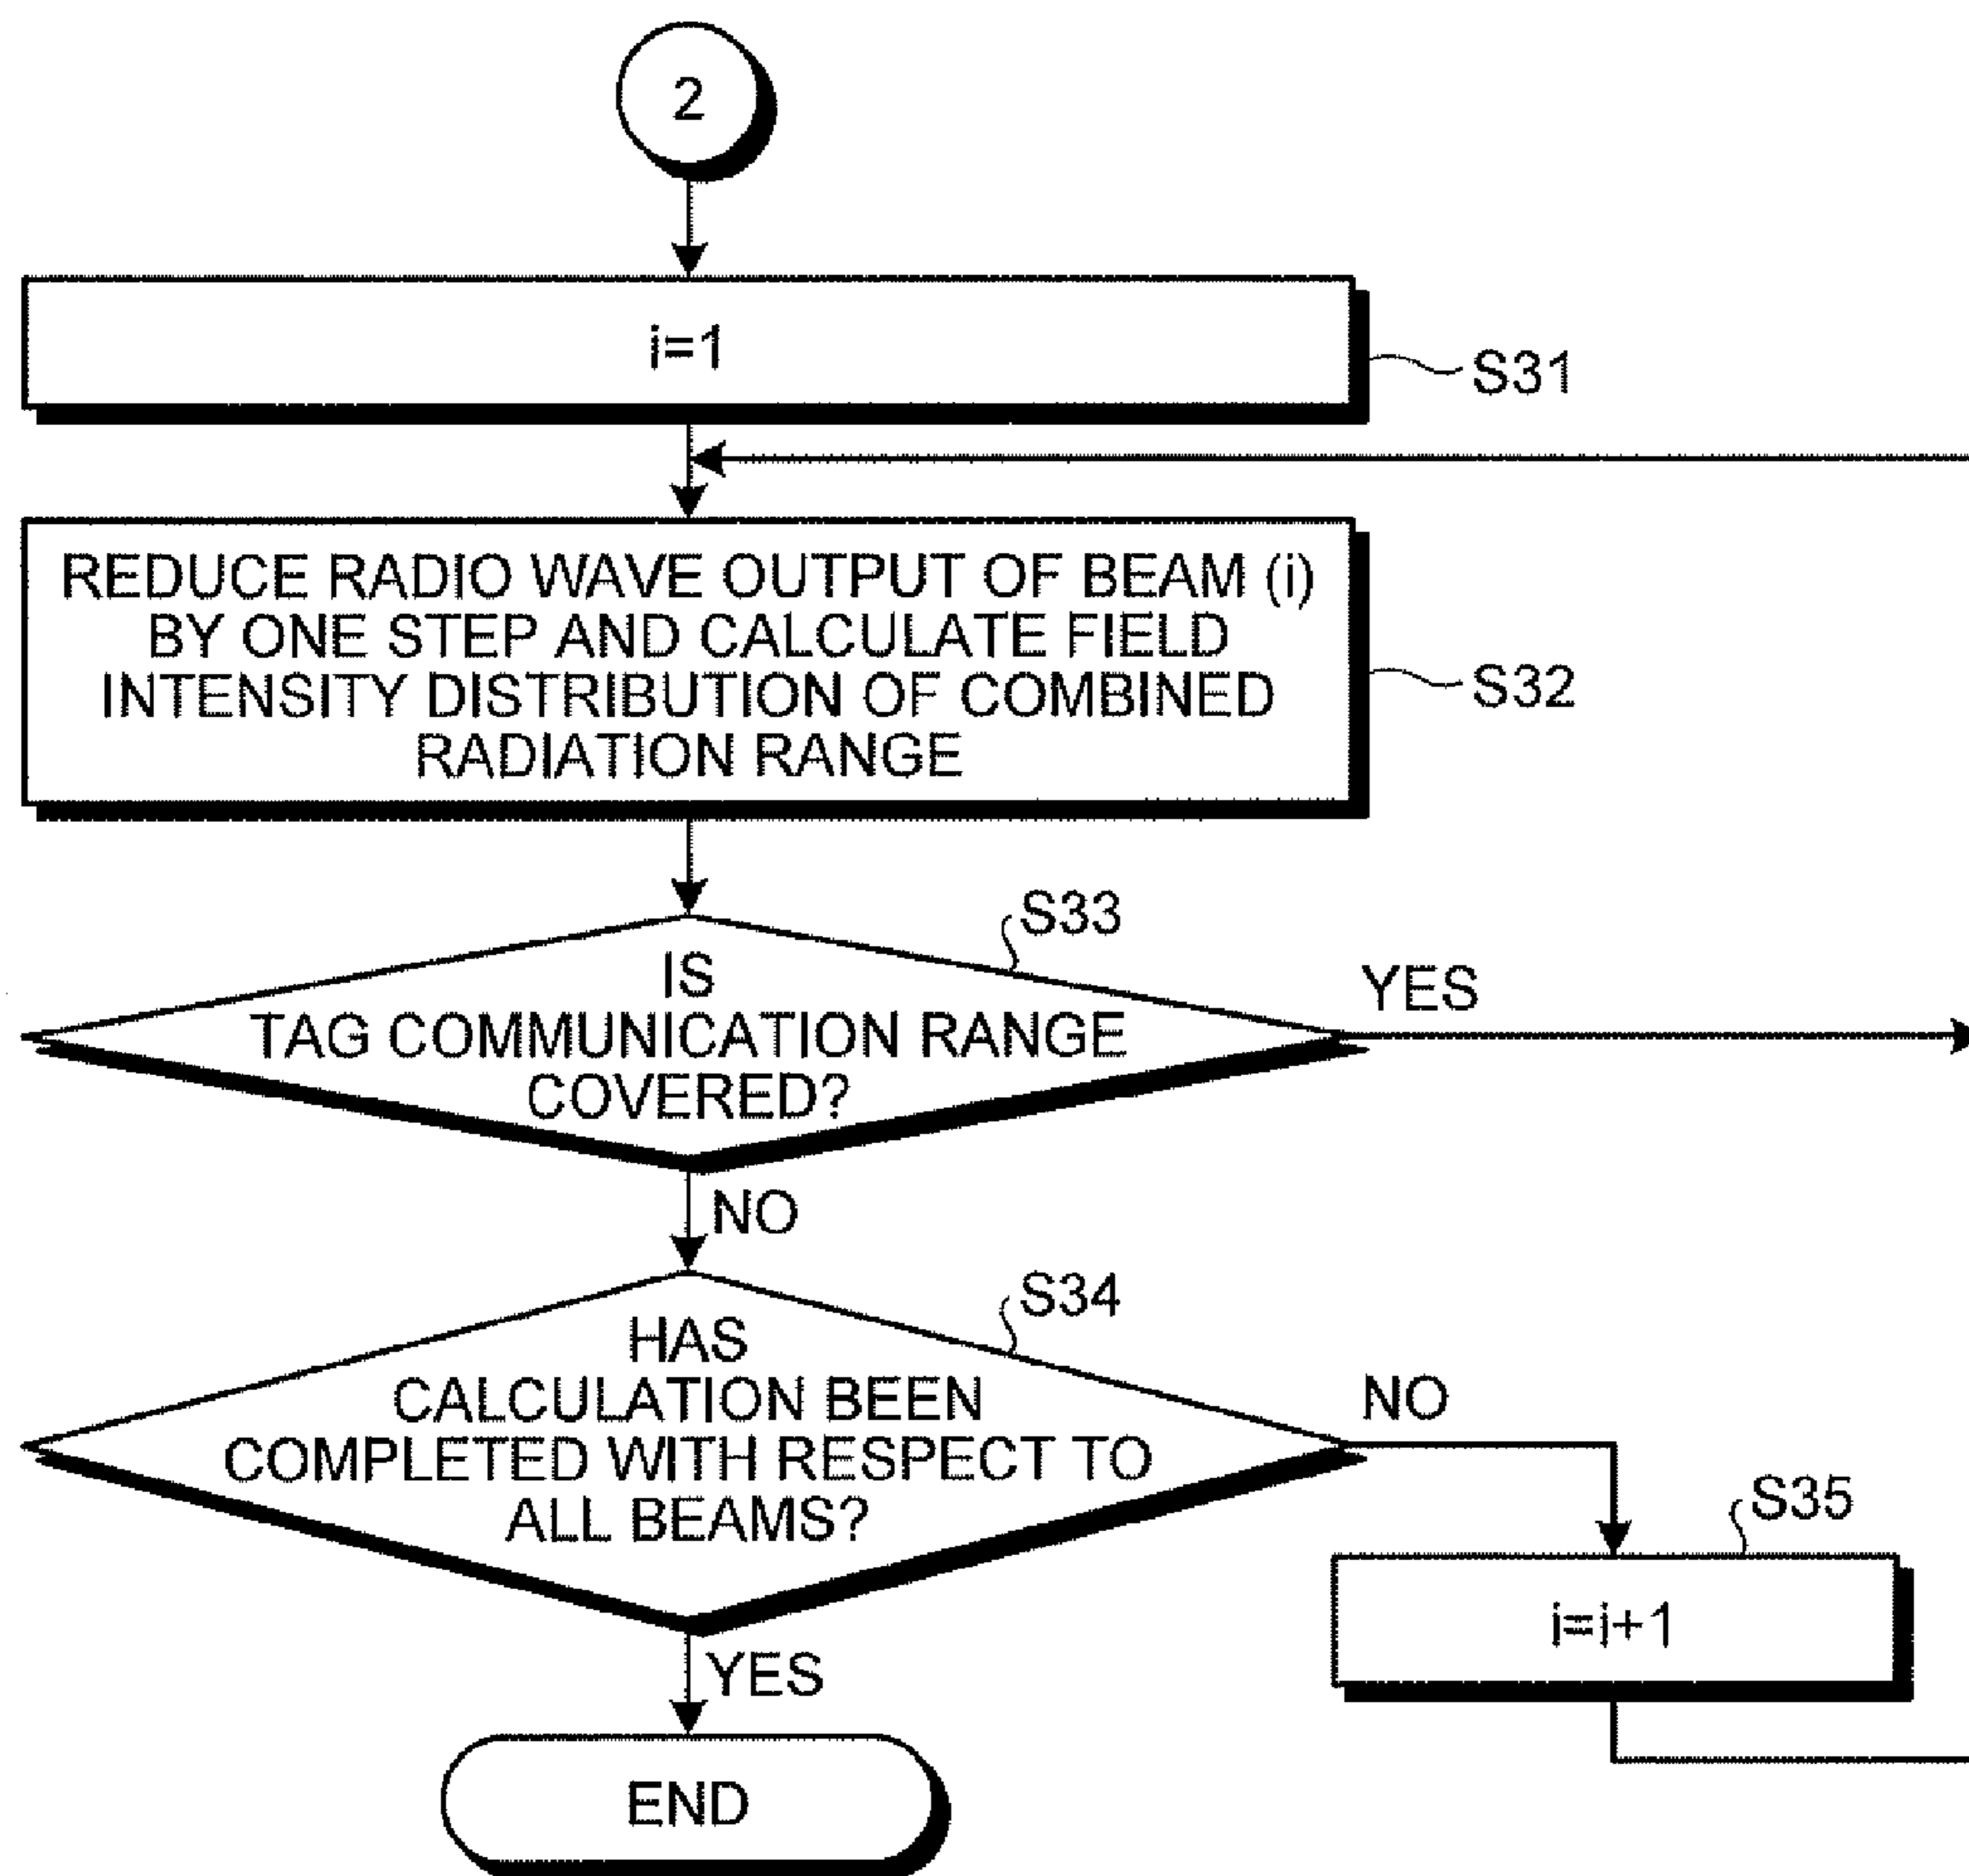 2
i=1
S31
REDUCE RADIO WAVE OUTPUT OF BEAM (i)
BY ONE STEP AND CALCULATE FIELD
INTENSITY DISTRIBUTION OF COMBINED
RADIATION RANGE
S32
S33
IS
TAG COMMUNICATION RANGE
COVERED?
YES
NO
S34
HAS
CALCULATION BEEN
COMPLETED WITH RESPECT TO
ALL BEAMS?
NO
S35
i=i+1
YES
END